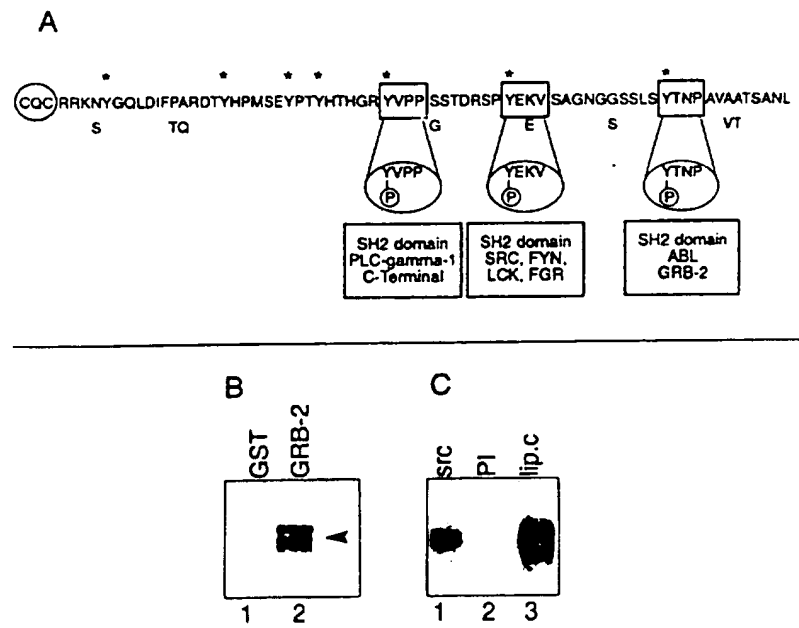 A
* * * * * * *
CQC RRKNYGQLDIFPARDTYHPMSEYPTYHTHGR YVPP SSTDRSP YEKV SAGNGGSSLS YTNP AVAATSANL
S TQ G E S VT
YVPP YEKV YTNP
P P P
SH2 domain
PLC-gamma-1
C-Terminal
SH2 domain
SRC, FYN,
LCK, FGR
SH2 domain
ABL
GRB-2
B
GST
GRB-2
1 2
C
src
PI
lip.c
1 2 3